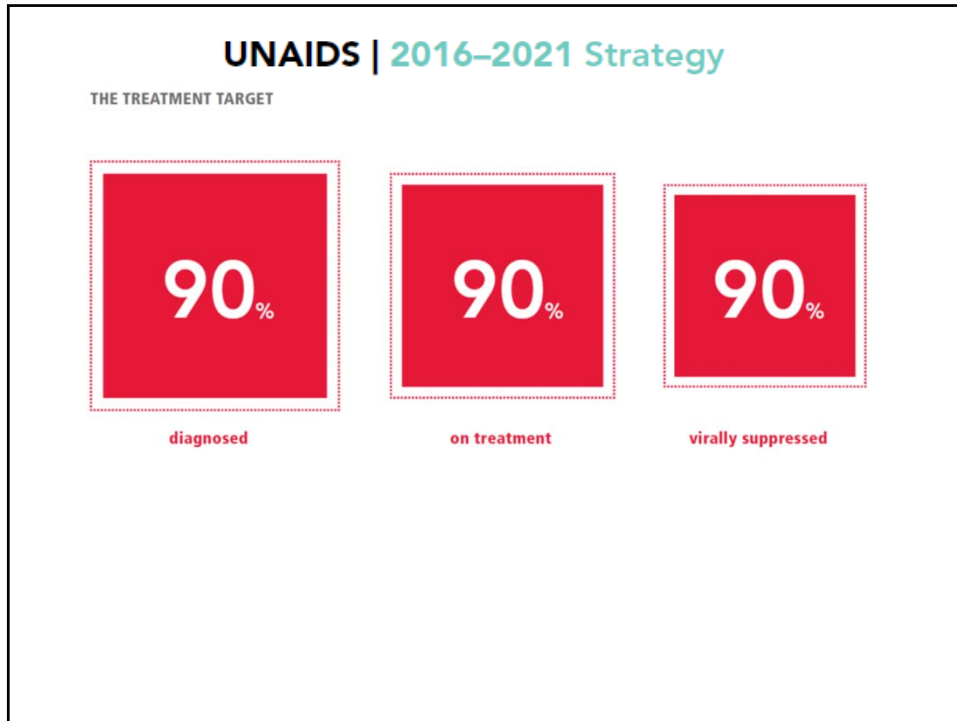 UNAIDS | 2016–2021 Strategy
THE TREATMENT TARGET
90% 90% 90%
diagnosed on treatment virally suppressed